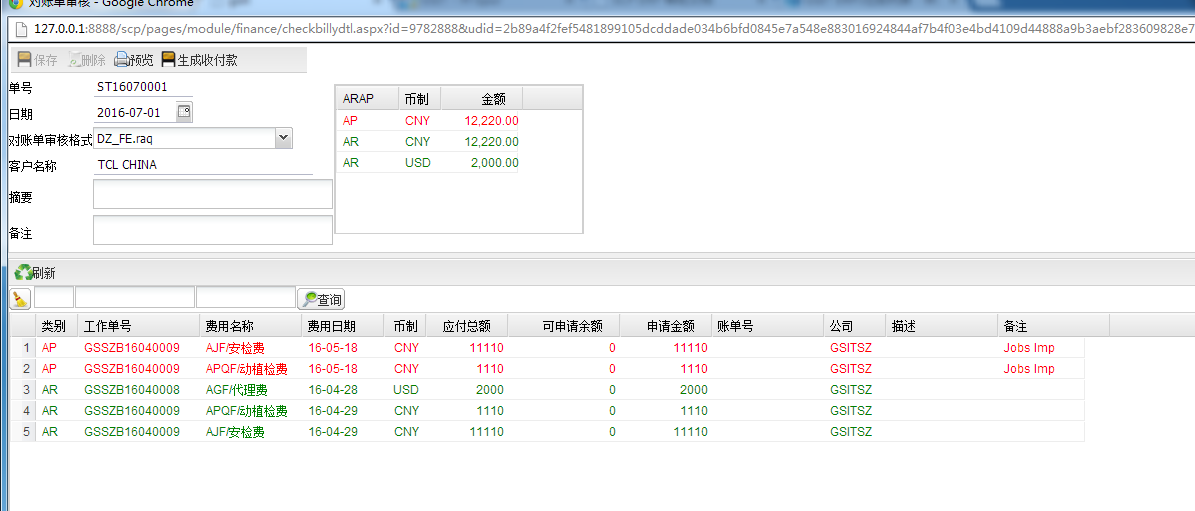 对账单审核 - Google Chrome
127.0.0.1:8888/scp/pages/module/finance/checkbillydtl.aspx?id=9782888&udid=2b89a4f2fef5481899105dcddade034b6bfd0845e7a548e883016924844af7b4f03e4bd4109d44888a9b3aebf283609828e7
保存 删除 预览 生成收付款
单号 ST16070001
日期 2016-07-01
对账单审核格式 DZ_FE.raq
客户名称 TCL CHINA
摘要
备注
ARAP 币制 金额
AP CNY 12,220.00
AR CNY 12,220.00
AR USD 2,000.00
刷新
查询
类别 工作单号 费用名称 费用日期 币制 应付总额 可申请余额 申请金额 账单号 公司 描述 备注
1 AP GSSZB16040009 AJF/安检费 16-05-18 CNY 11110 0 11110 GSITSZ Jobs Imp
2 AP GSSZB16040009 APQF/动植检费 16-05-18 CNY 1110 0 1110 GSITSZ Jobs Imp
3 AR GSSZB16040008 AGF/代理费 16-04-28 USD 2000 0 2000 GSITSZ
4 AR GSSZB16040009 APQF/动植检费 16-04-29 CNY 1110 0 1110 GSITSZ
5 AR GSSZB16040009 AJF/安检费 16-04-29 CNY 11110 0 11110 GSITSZ